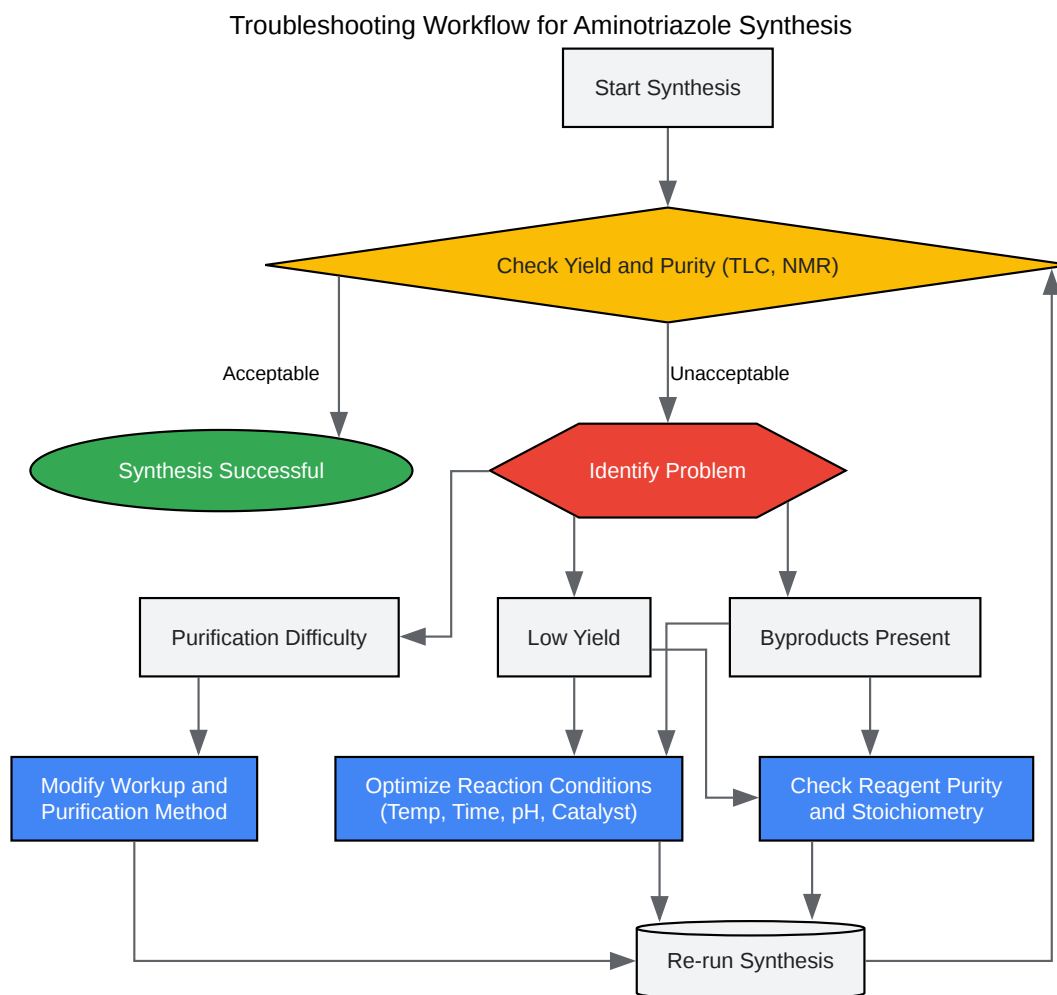 Troubleshooting Workflow for Aminotriazole Synthesis
Start Synthesis
Check Yield and Purity (TLC, NMR)
Acceptable
Unacceptable
Synthesis Successful
Identify Problem
Purification Difficulty
Low Yield
Byproducts Present
Modify Workup and
Purification Method
Optimize Reaction Conditions
(Temp, Time, pH, Catalyst)
Check Reagent Purity
and Stoichiometry
Re-run Synthesis